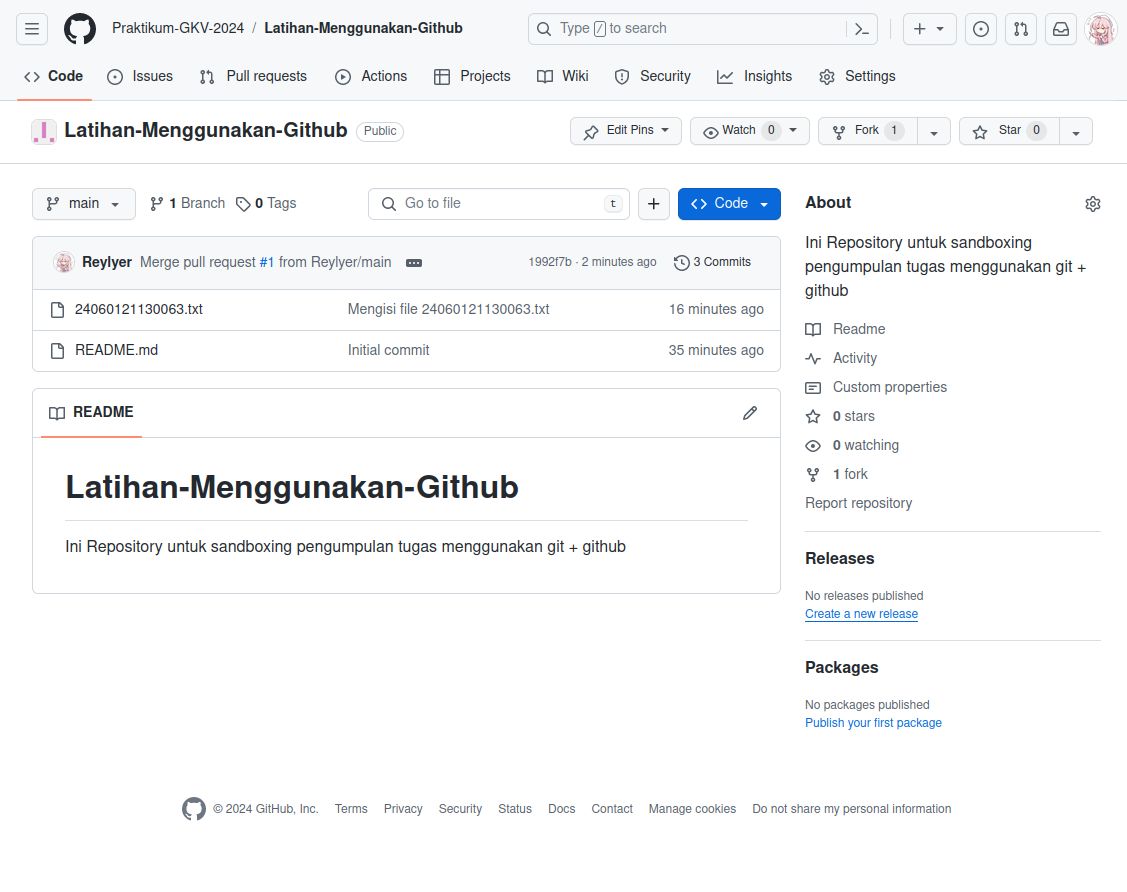 Praktikum-GKV-2024 / Latihan-Menggunakan-Github
Type / to search
Code Issues Pull requests Actions Projects Wiki Security Insights Settings
Latihan-Menggunakan-Github Public
Edit Pins Watch 0 Fork 1 Star 0
main 1 Branch 0 Tags Go to file t + Code
Reylyer Merge pull request #1 from Reylyer/main 1992f7b · 2 minutes ago 3 Commits
24060121130063.txt Mengisi file 24060121130063.txt 16 minutes ago
README.md Initial commit 35 minutes ago
README
Latihan-Menggunakan-Github
Ini Repository untuk sandboxing pengumpulan tugas menggunakan git + github
About
Ini Repository untuk sandboxing
pengumpulan tugas menggunakan git +
github
Readme
Activity
Custom properties
0 stars
0 watching
1 fork
Report repository
Releases
No releases published
Create a new release
Packages
No packages published
Publish your first package
© 2024 GitHub, Inc. Terms Privacy Security Status Docs Contact Manage cookies Do not share my personal information